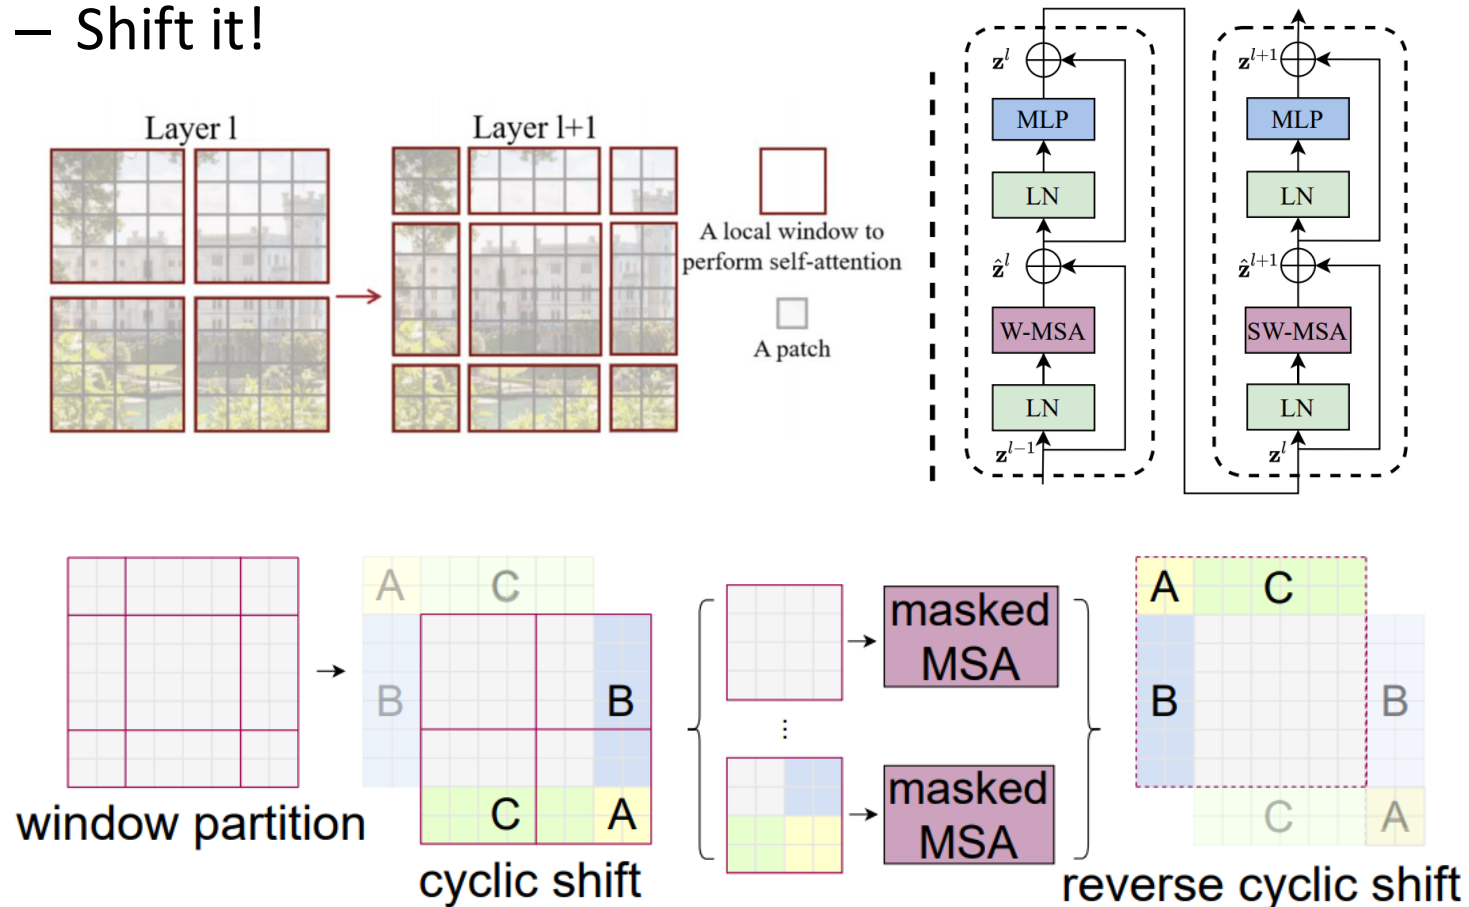 – Shift it!
Layer l
Layer l+1
A local window to
perform self-attention
A patch
z^l
MLP
LN
ẑ^l
W-MSA
LN
z^{l-1}
z^{l+1}
MLP
LN
ẑ^{l+1}
SW-MSA
LN
z^l
window partition
A
C
B
B
C
A
cyclic shift
⋮
masked
MSA
masked
MSA
A
C
B
B
C
A
reverse cyclic shift